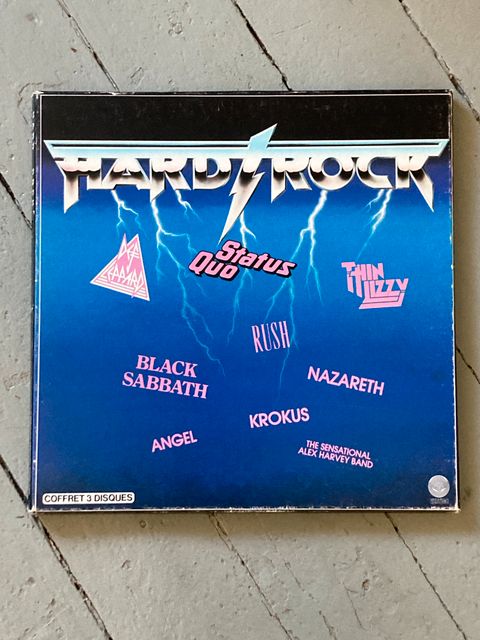 HARD ROCK
DEF
LEPPARD
Status
Quo
THIN
LIZZY
RUSH
BLACK
SABBATH
NAZARETH
KROKUS
ANGEL
THE SENSATIONAL
ALEX HARVEY BAND
COFFRET 3 DISQUES